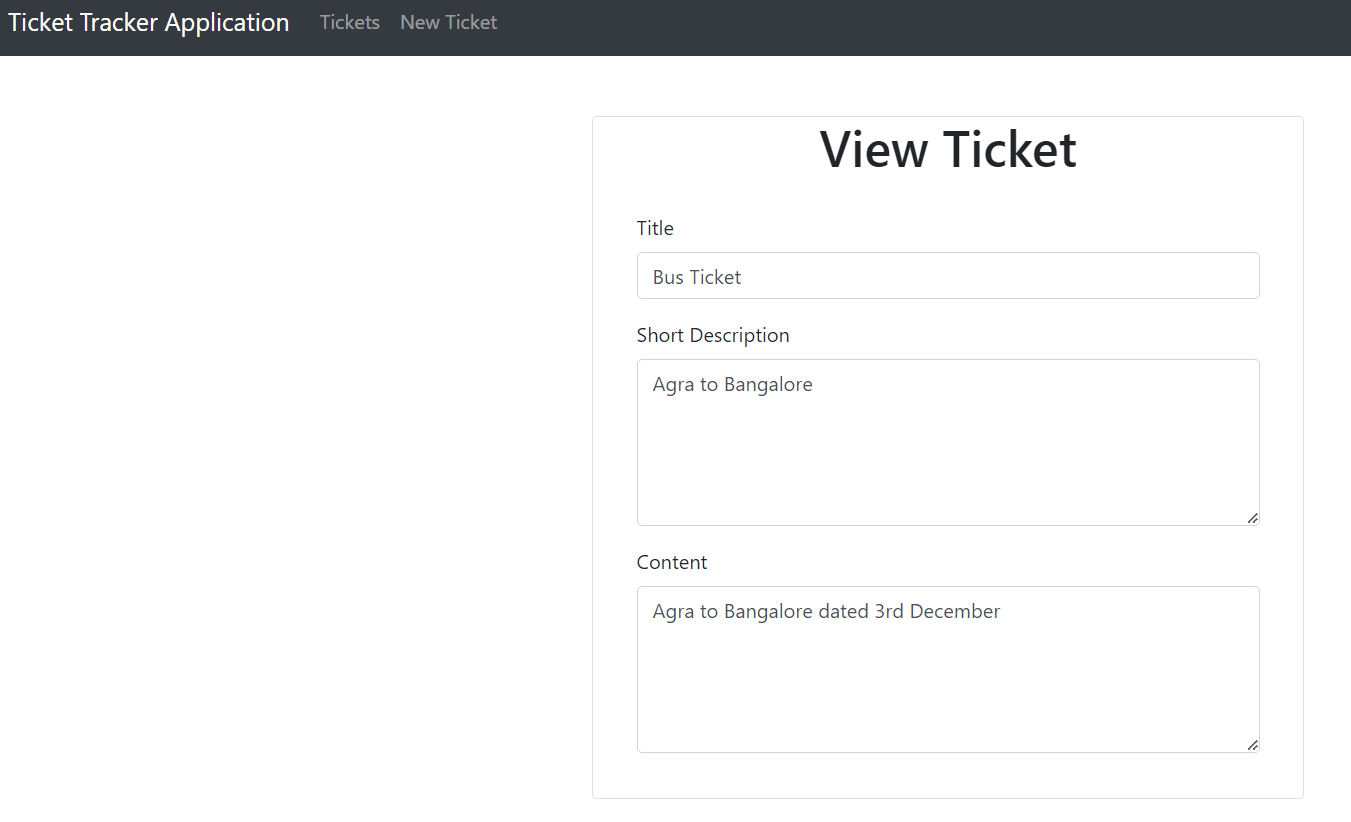 Ticket Tracker Application Tickets New Ticket
View Ticket
Title
Bus Ticket
Short Description
Agra to Bangalore
Content
Agra to Bangalore dated 3rd December